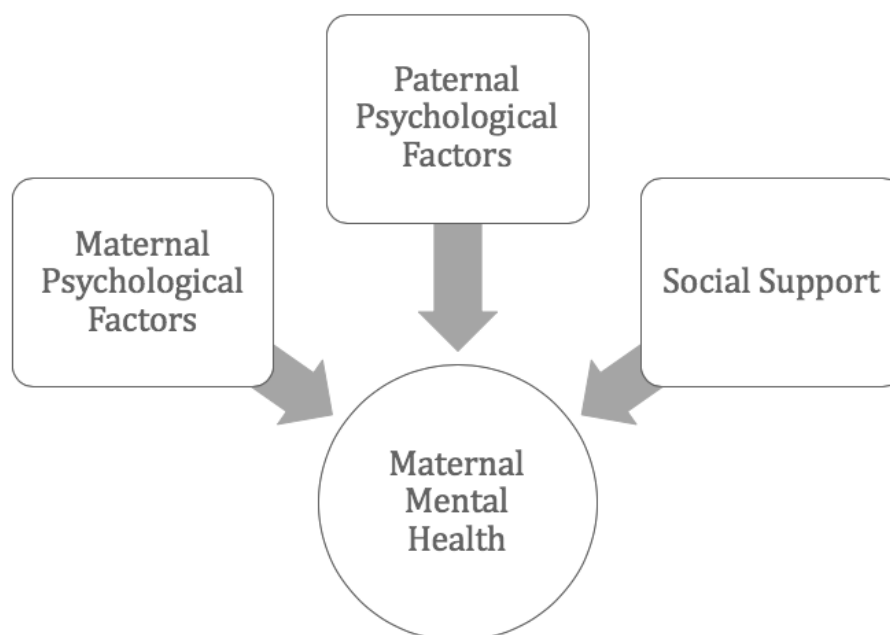 Paternal
Psychological
Factors
Maternal
Psychological
Factors
Social Support
Maternal
Mental
Health